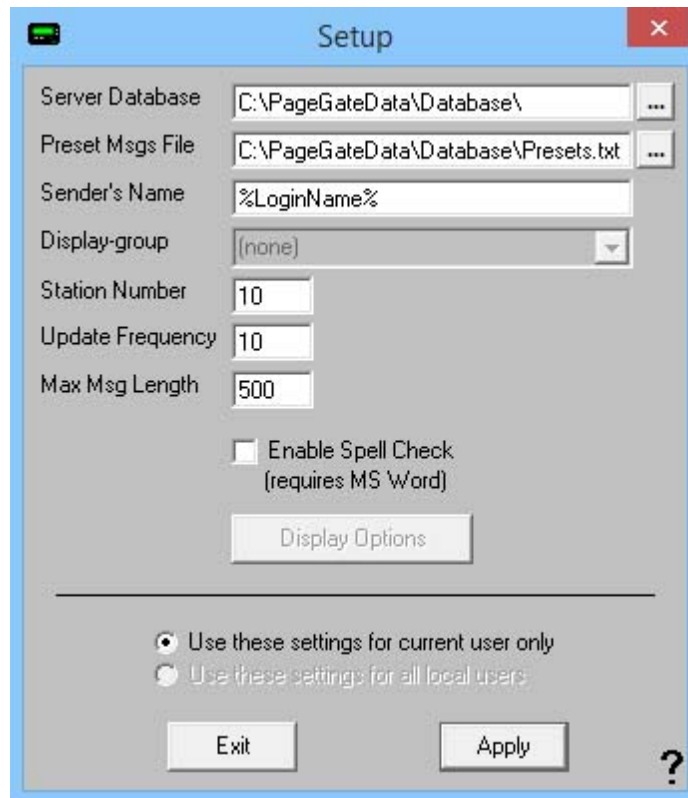 Setup
Server Database C:\PageGateData\Database\ ...
Preset Msgs File C:\PageGateData\Database\Presets.txt ...
Sender's Name %LoginName%
Display-group (none)
Station Number 10
Update Frequency 10
Max Msg Length 500
Enable Spell Check
(requires MS Word)
Display Options
Use these settings for current user only
Use these settings for all local users
Exit Apply ?